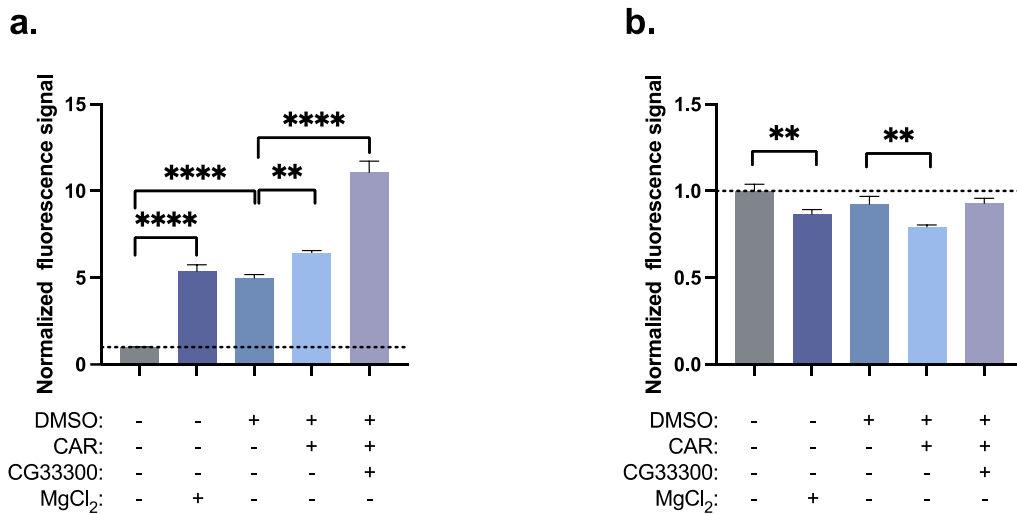 a.
Normalized fluorescence signal
15
10
5
0
****
****
**
****
DMSO: - - + + +
CAR: - - - + +
CG33300: - - - - +
MgCl₂: - + - - -
b.
Normalized fluorescence signal
1.5
1.0
0.5
0.0
**
**
DMSO: - - + + +
CAR: - - - + +
CG33300: - - - - +
MgCl₂: - + - - -